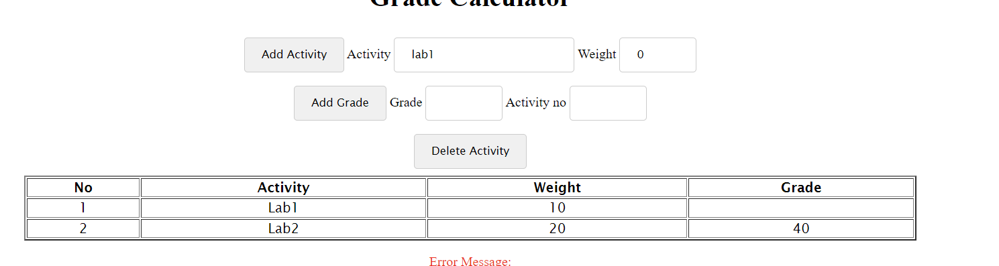 Grade Calculator
Add Activity Activity lab1 Weight 0
Add Grade Grade Activity no
Delete Activity
No Activity Weight Grade
1 Lab1 10
2 Lab2 20 40
Error Message: